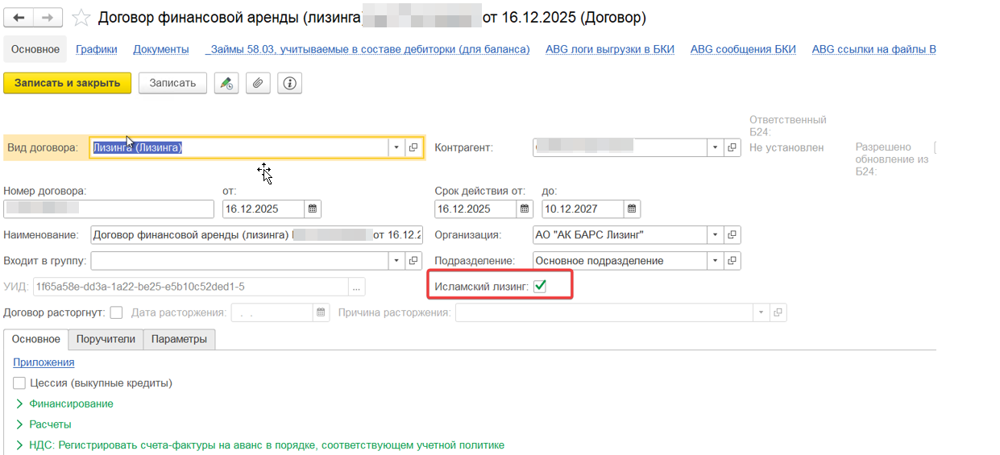 Договор финансовой аренды (лизинга) от 16.12.2025 (Договор)
Основное Графики Документы _Займы 58.03, учитываемые в составе дебиторки (для баланса) ABG логи выгрузки в БКИ ABG сообщения БКИ ABG ссылки на файлы В
Записать и закрыть Записать
Ответственный
Б24:
Вид договора: Лизинга (Лизинга) Контрагент: Не установлен Разрешено
обновление из
Б24:
Номер договора: от: Срок действия от: до:
16.12.2025 16.12.2025 10.12.2027
Наименование: Договор финансовой аренды (лизинга) от 16.12.2 Организация: АО "АК БАРС Лизинг"
Входит в группу: Подразделение: Основное подразделение
УИД: 1f65a58e-dd3a-1a22-be25-e5b10c52ded1-5 ... Исламский лизинг:
Договор расторгнут: Дата расторжения: . . Причина расторжения:
Основное Поручители Параметры
Приложения
Цессия (выкупные кредиты)
Финансирование
Расчеты
НДС: Регистрировать счета-фактуры на аванс в порядке, соответствующем учетной политике